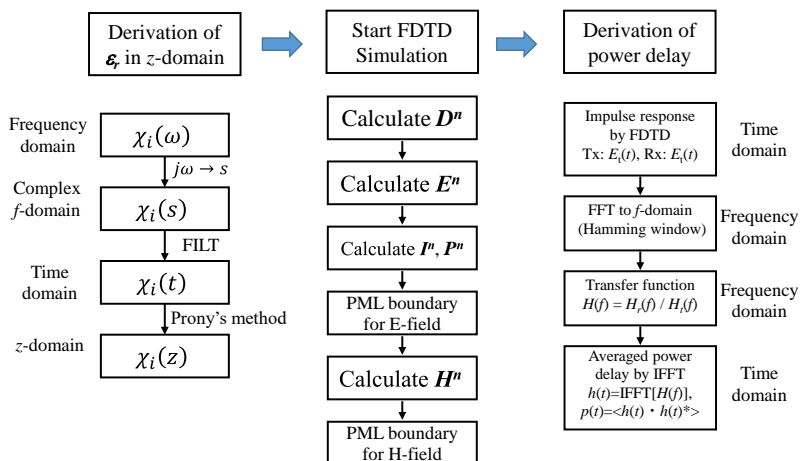 Derivation of
εr in z-domain
Start FDTD
Simulation
Derivation of
power delay
Frequency
domain
χi(ω)
jω → s
Complex
f-domain
χi(s)
FILT
Time
domain
χi(t)
Prony's method
z-domain
χi(z)
Calculate Dⁿ
Calculate Eⁿ
Calculate Iⁿ, Pⁿ
PML boundary
for E-field
Calculate Hⁿ
PML boundary
for H-field
Impulse response
by FDTD
Tx: Et(t), Rx: Et(t)
Time
domain
FFT to f-domain
(Hamming window)
Frequency
domain
Transfer function
H(f) = Hr(f) / Ht(f)
Frequency
domain
Averaged power
delay by IFFT
h(t)=IFFT[H(f)],
p(t)=<h(t)・h(t)*>
Time
domain